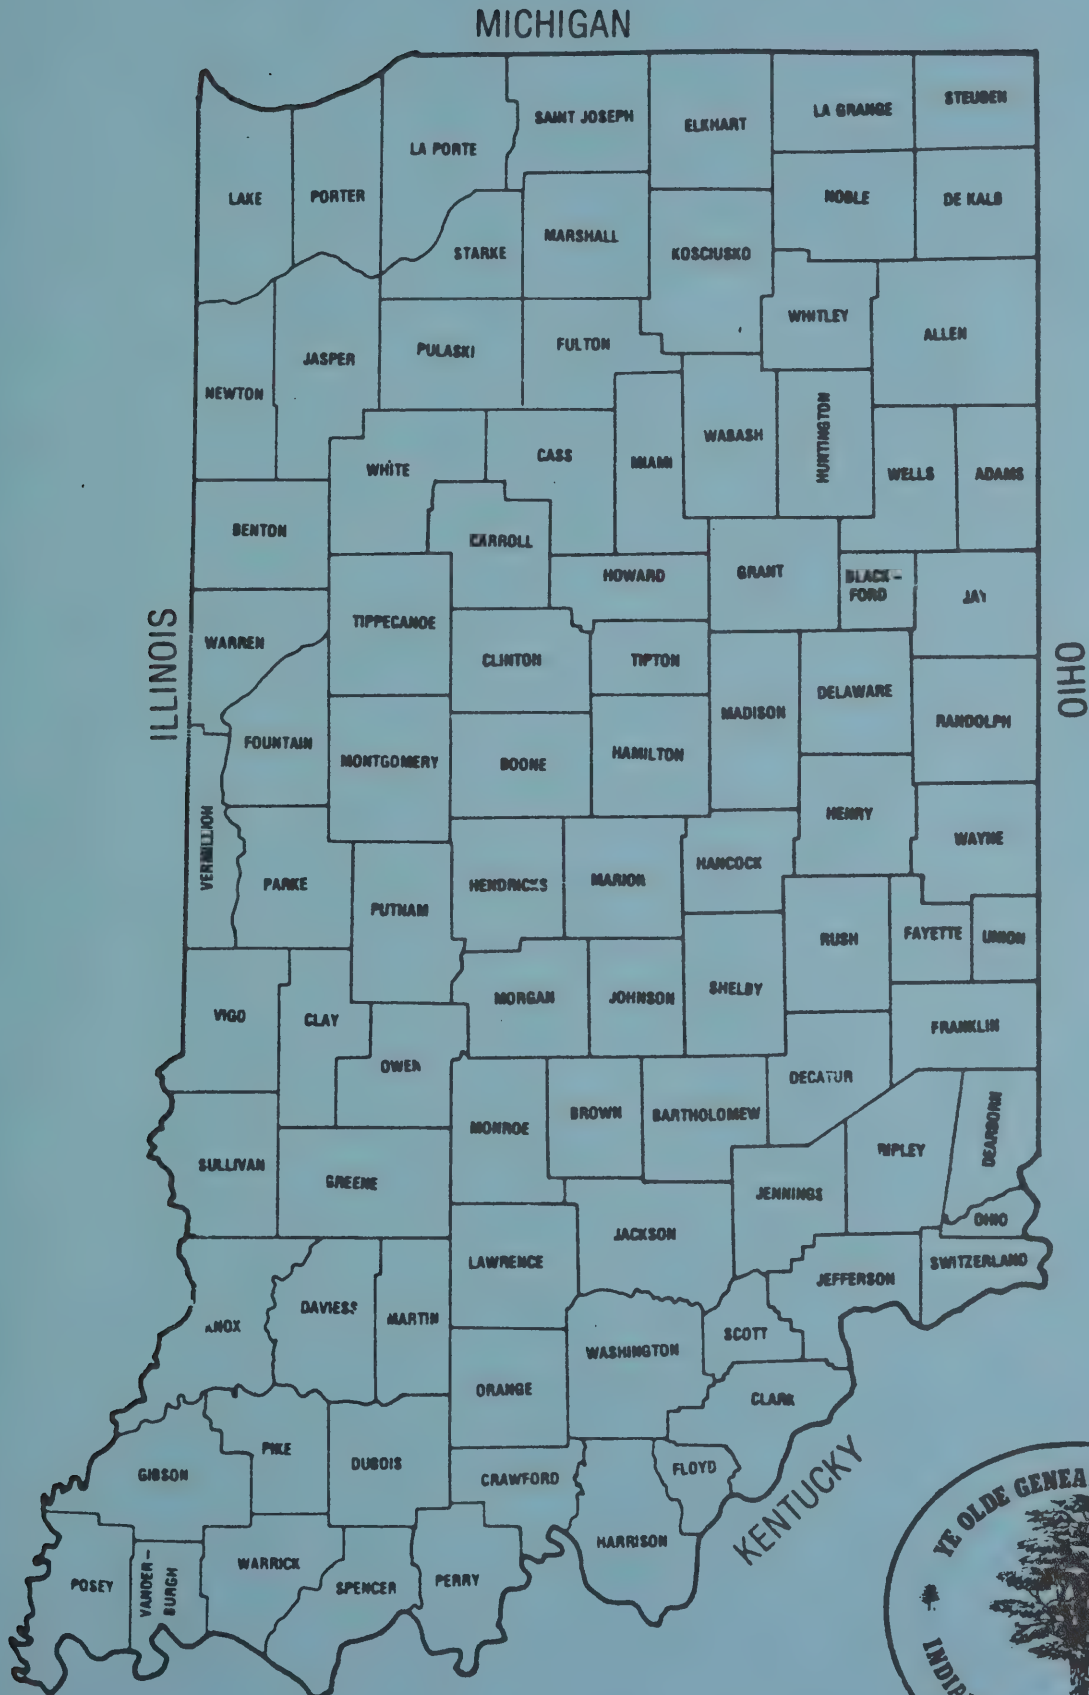 MICHIGAN
STEUBEN
LA GRANGE
SAINT JOSEPH
ELKHART
LA PORTE
LAKE
PORTER
NOBLE
DE KALB
MARSHALL
STARKE
KOSCIUSKO
WHITLEY
ALLEN
PULASKI
FULTON
JASPER
NEWTON
HUNTINGTON
WABASH
CASS
MIAMI
WHITE
WELLS
ADAMS
BENTON
CARROLL
HOWARD
GRANT
BLACK-
FORD
JAY
ILLINOIS
OHIO
TIPPECANOE
WARREN
CLINTON
TIPTON
DELAWARE
MADISON
RANDOLPH
FOUNTAIN
MONTGOMERY
BOONE
HAMILTON
HENRY
WAYNE
VERMILLION
PARKE
HENDRICKS
MARION
HANCOCK
PUTNAM
RUSH
FAYETTE
UNION
MORGAN
JOHNSON
SHELBY
VIGO
CLAY
FRANKLIN
OWEN
DECATUR
MONROE
BROWN
BARTHOLOMEW
DEARBORN
RIPLEY
SULLIVAN
GREENE
JENNINGS
OHIO
JACKSON
LAWRENCE
SWITZERLAND
JEFFERSON
KNOX
DAVIESS
MARTIN
SCOTT
WASHINGTON
ORANGE
CLARK
PIKE
DUBOIS
GIBSON
CRAWFORD
FLOYD
KENTUCKY
HARRISON
WARRICK
SPENCER
PERRY
POSEY
VANDER-
BURGH
YE OLDE GENEA